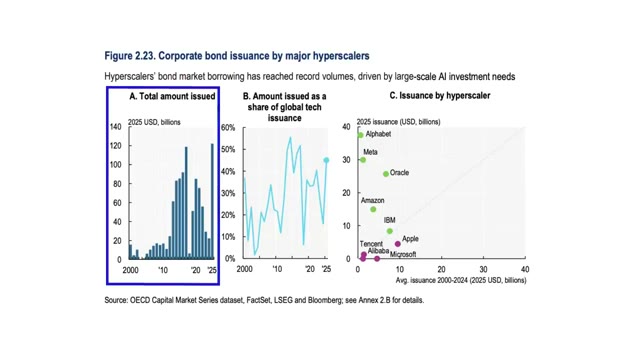 Figure 2.23. Corporate bond issuance by major hyperscalers
Hyperscalers' bond market borrowing has reached record volumes, driven by large-scale AI investment needs
A. Total amount issued
2025 USD, billions
140
120
100
80
60
40
20
0
2000
'10
'15
'25
B. Amount issued as a
share of global tech
issuance
60%
50%
40%
30%
20%
10%
0%
2000
'10
'15
'25
C. Issuance by hyperscaler
2025 issuance (USD, billions)
40
30
20
10
0
Alphabet
Meta
Oracle
Amazon
IBM
Apple
Tencent
Alibaba
Microsoft
0
10
20
30
40
Avg. issuance 2000-2024 (2025 USD, billions)
Source: OECD Capital Market Series dataset, FactSet, LSEG and Bloomberg; see Annex 2.B for details.